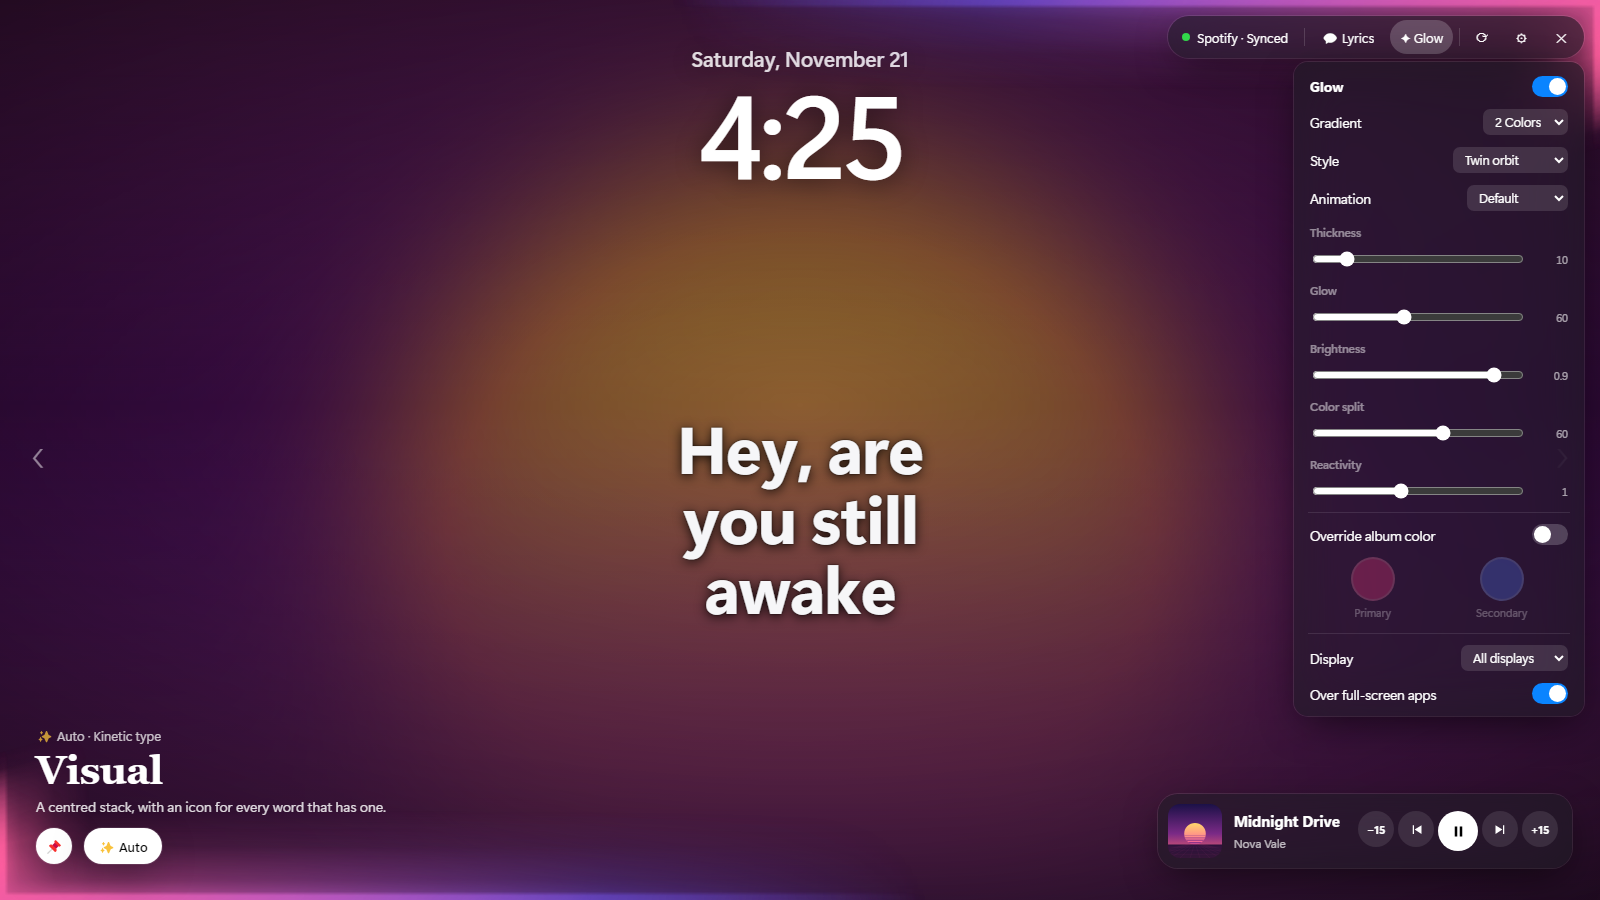 Saturday, November 21
4:25
Spotify · Synced
Lyrics
Glow
Glow
Gradient
2 Colors
Style
Twin orbit
Animation
Default
Thickness
10
Glow
60
Brightness
0.9
Color split
60
Reactivity
1
Override album color
Primary
Secondary
Display
All displays
Over full-screen apps
Hey, are
you still
awake
Auto · Kinetic type
Visual
A centred stack, with an icon for every word that has one.
Auto
Midnight Drive
Nova Vale
−15
+15